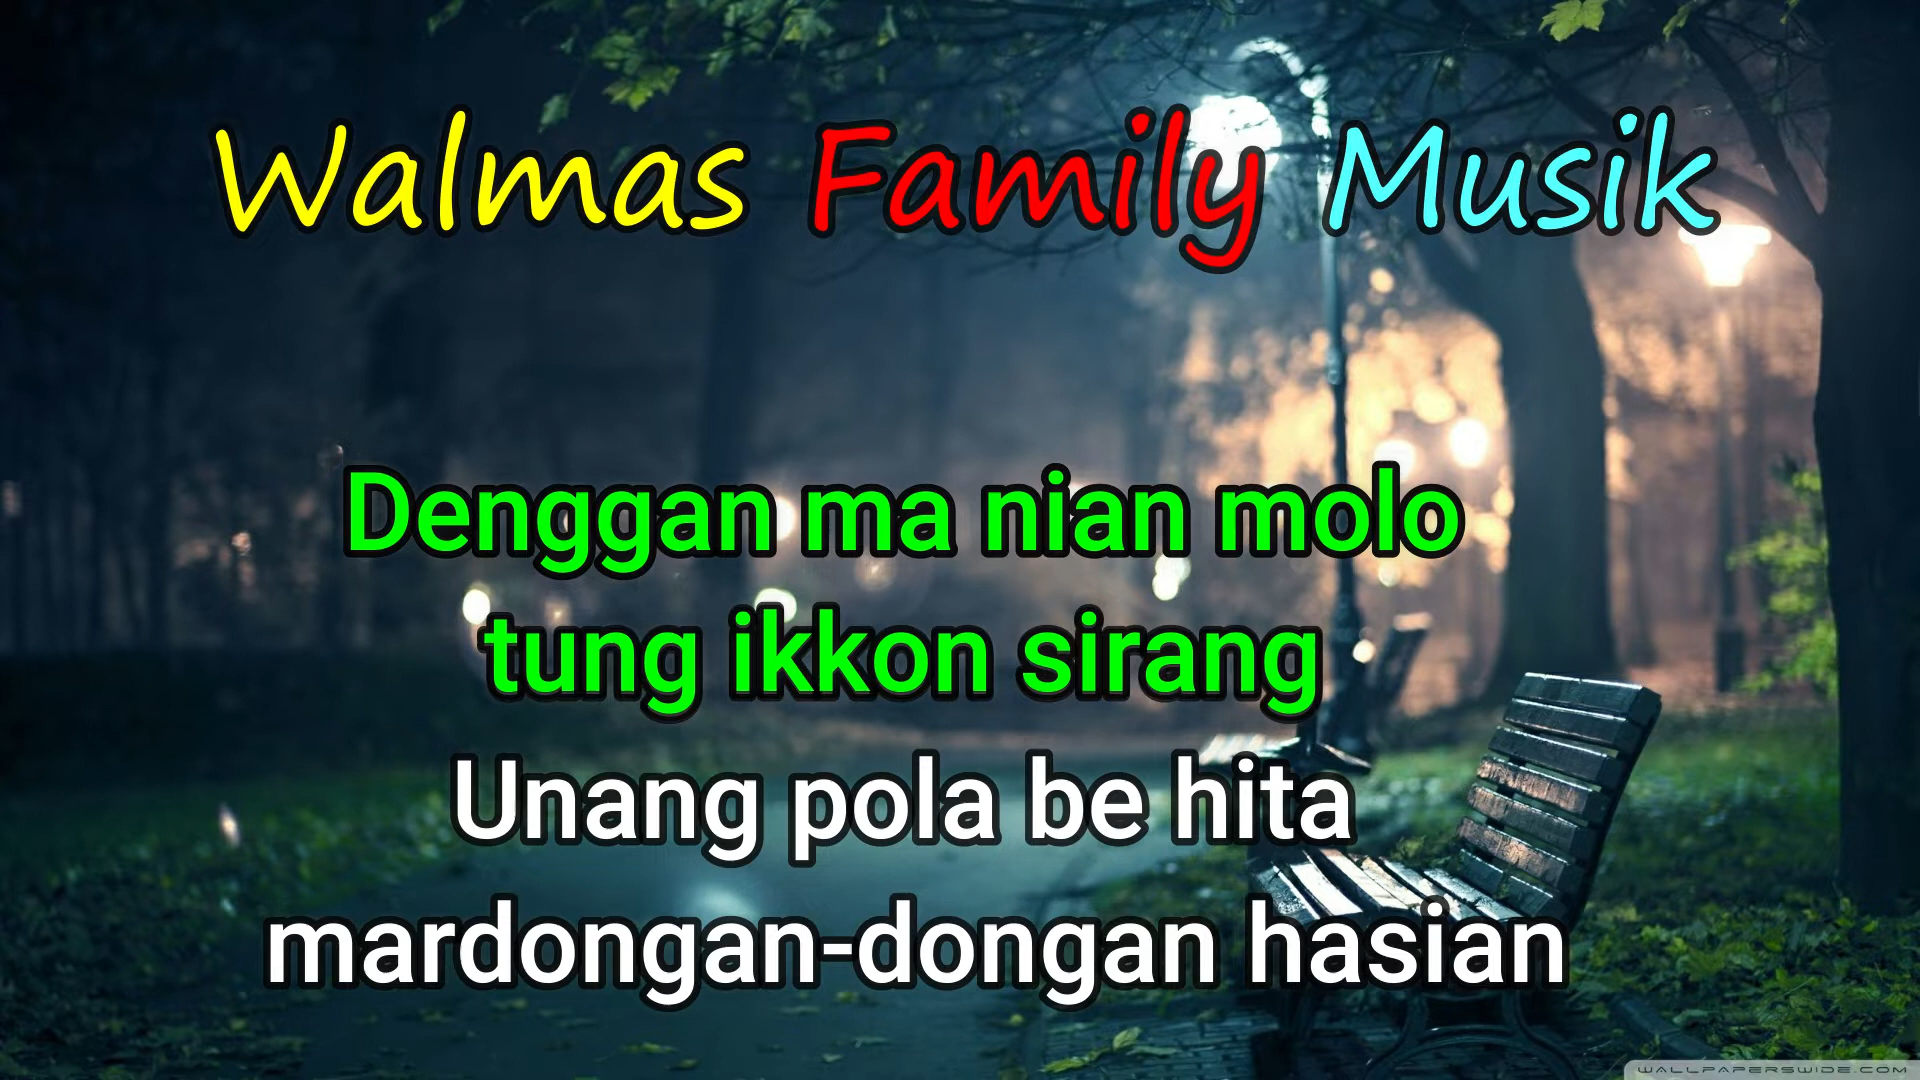 Walmas Family Musik
Denggan ma nian molo
tung ikkon sirang
Unang pola be hita
mardongan-dongan hasian
WALLPAPERSWIDE.COM